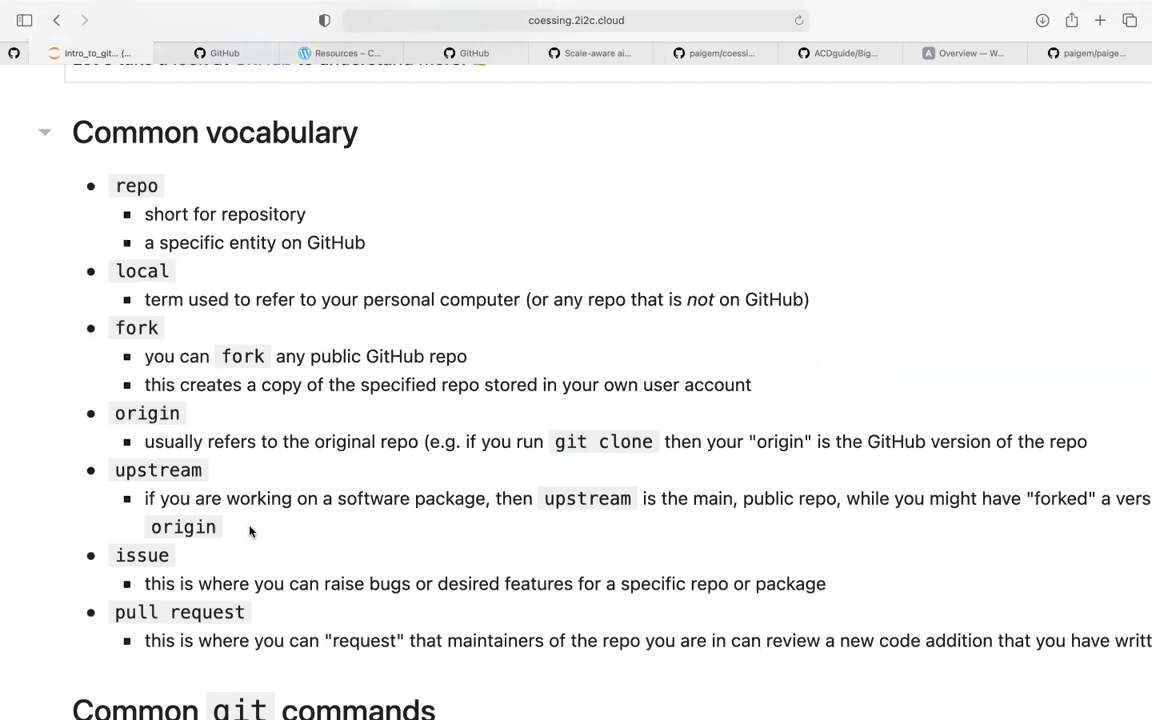 coessing.2i2c.cloud
Intro_to_git... (...
GitHub
Resources – C...
GitHub
Scale-aware ai...
paigem/coessi...
ACDguide/Big...
A Overview — W...
paigem/paige...
Common vocabulary
repo
short for repository
a specific entity on GitHub
local
term used to refer to your personal computer (or any repo that is not on GitHub)
fork
you can fork any public GitHub repo
this creates a copy of the specified repo stored in your own user account
origin
usually refers to the original repo (e.g. if you run git clone then your "origin" is the GitHub version of the repo
upstream
if you are working on a software package, then upstream is the main, public repo, while you might have "forked" a vers
origin
issue
this is where you can raise bugs or desired features for a specific repo or package
pull request
this is where you can "request" that maintainers of the repo you are in can review a new code addition that you have writt
Common git commands